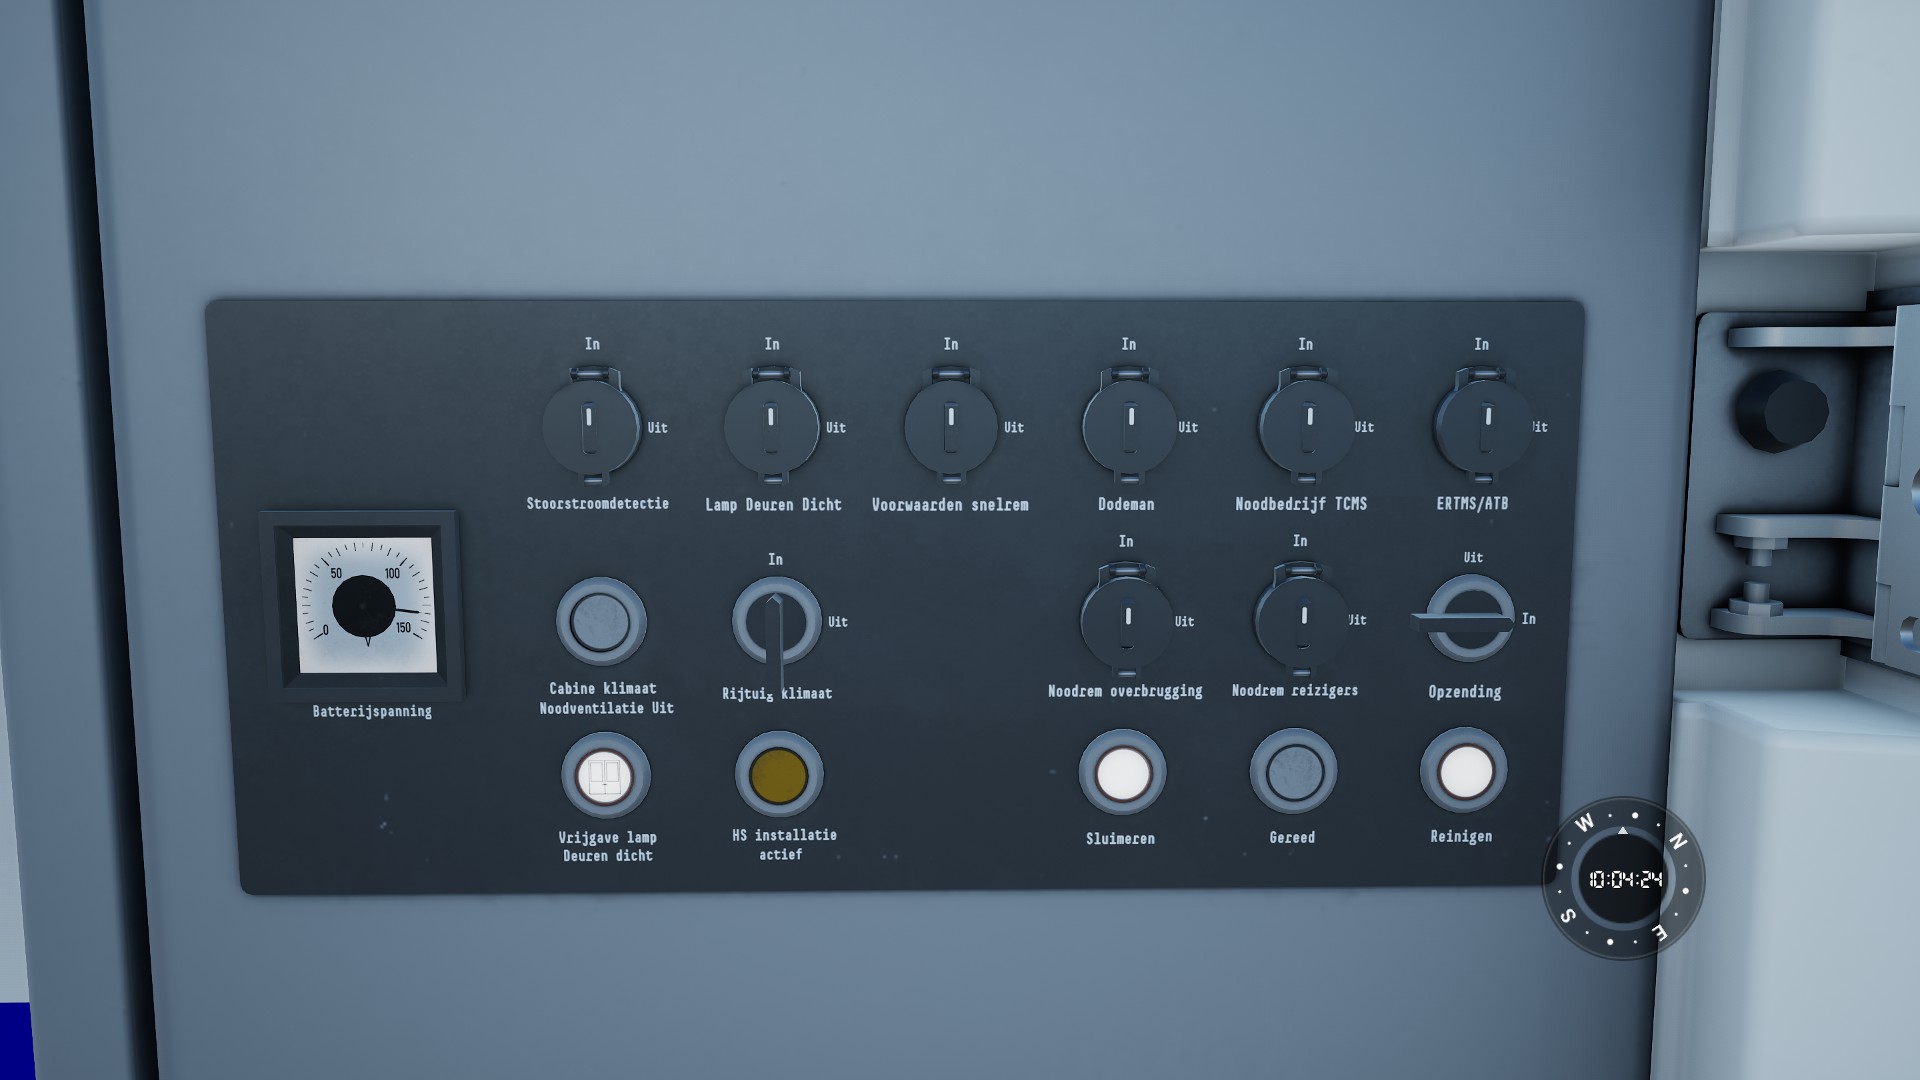 In
In
In
In
In
In
Uit
Uit
Uit
Uit
Uit
Uit
Stoorstroomdetectie
Lamp Deuren Dicht
Voorwaarden snelrem
Dodeman
Noodbedrijf TCMS
ERTMS/ATB
0
50
100
150
V
Batterijspanning
Cabine klimaat
Noodventilatie Uit
In
Uit
Rijtuig klimaat
In
Uit
Noodrem overbrugging
In
Uit
Noodrem reizigers
Uit
In
Opzending
Vrijgave lamp
Deuren dicht
HS installatie
actief
Sluimeren
Gereed
Reinigen
W
N
10:04:24
S
E